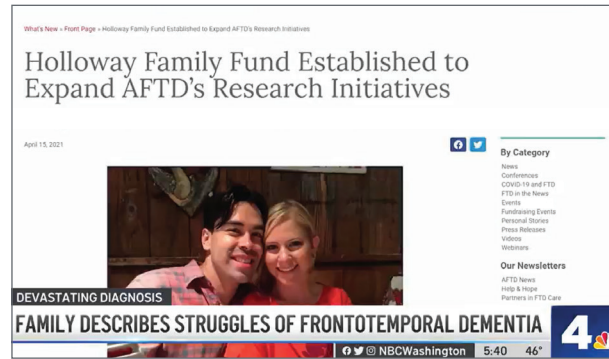 What's New » Front Page » Holloway Family Fund Established to Expand AFTD's Research Initiatives
Holloway Family Fund Established to
Expand AFTD's Research Initiatives
April 15, 2021
By Category
News
Conferences
COVID-19 and FTD
FTD in the News
Events
Fundraising Events
Personal Stories
Press Releases
Videos
Webinars
Our Newsletters
AFTD News
Help & Hope
Partners in FTD Care
DEVASTATING DIAGNOSIS
FAMILY DESCRIBES STRUGGLES OF FRONTOTEMPORAL DEMENTIA
4
NBCWashington 5:40 46°